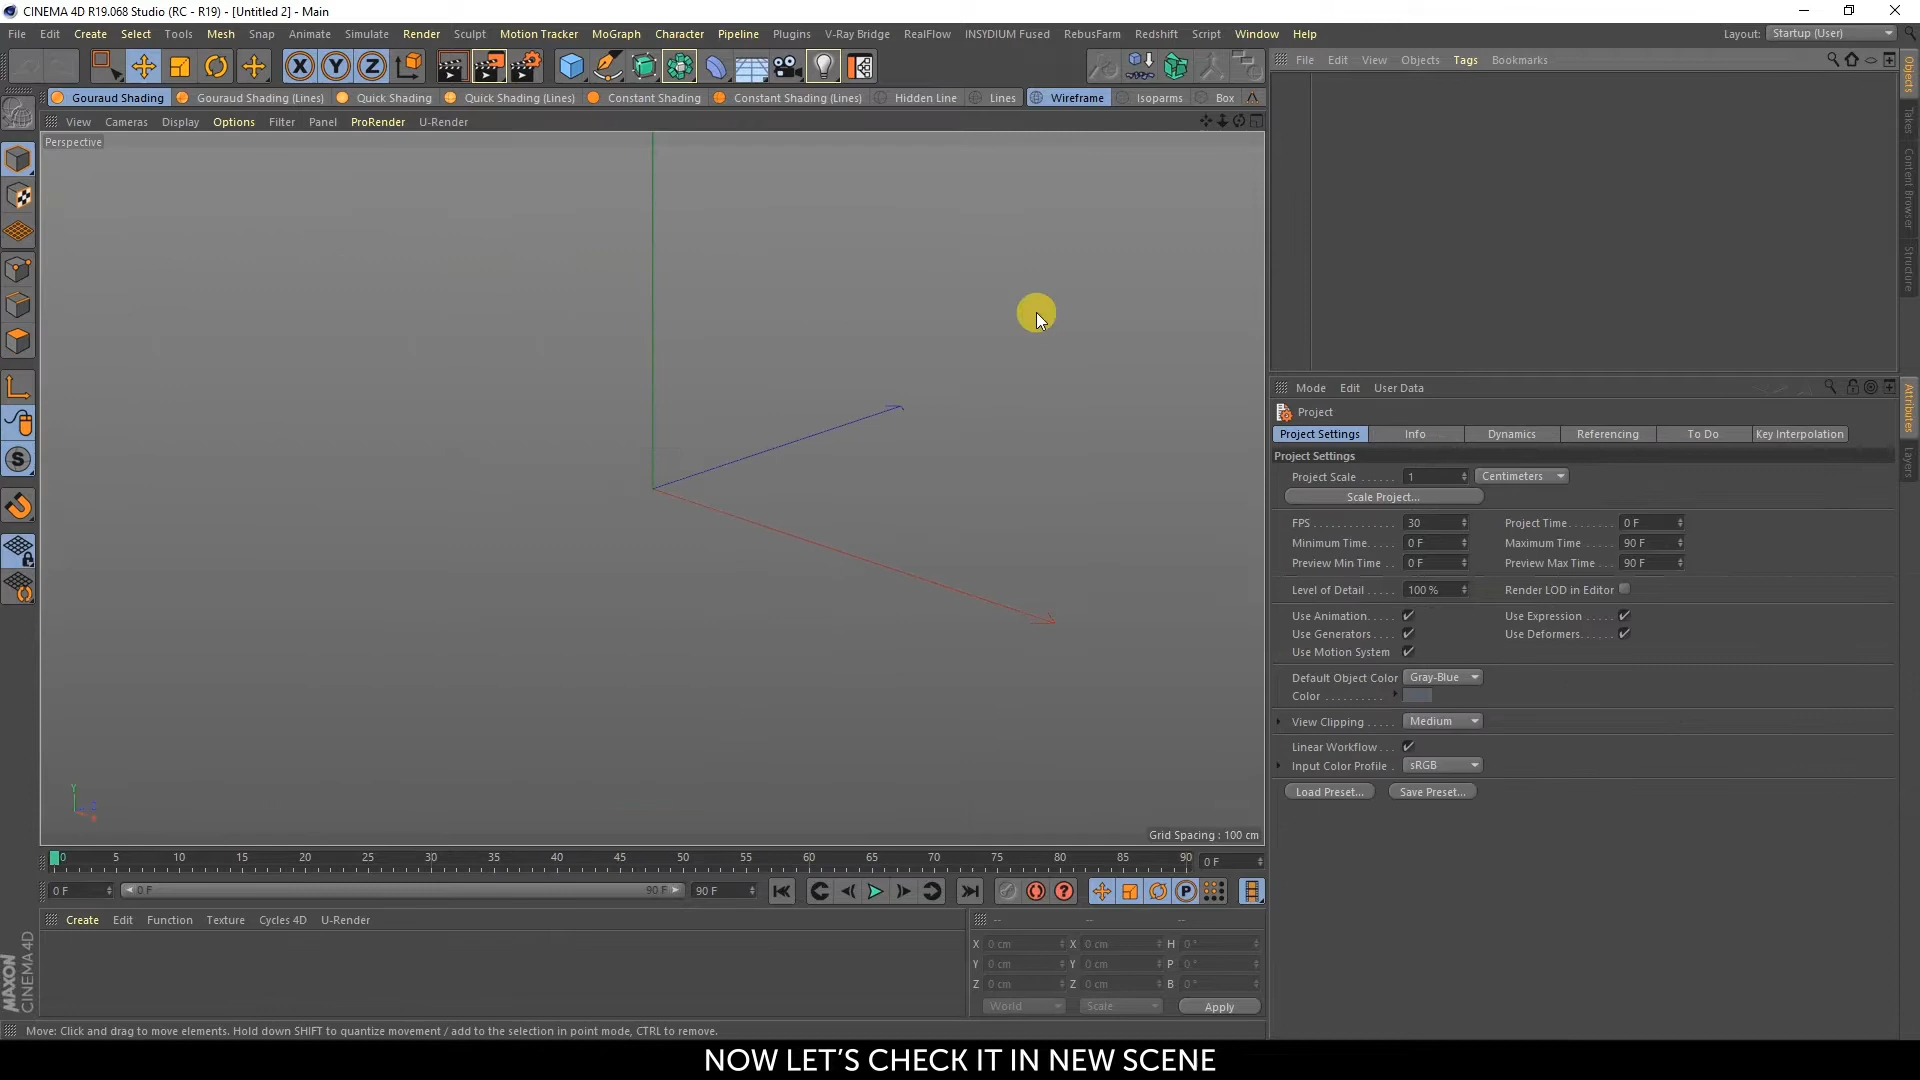 CINEMA 4D R19.068 Studio (RC - R19) - [Untitled 2] - Main
File Edit Create Select Tools Mesh Snap Animate Simulate Render Sculpt Motion Tracker MoGraph Character Pipeline Plugins V-Ray Bridge RealFlow INSYDIUM Fused RebusFarm Redshift Script Window Help Layout: Startup (User)
X Y Z
File Edit View Objects Tags Bookmarks
Gouraud Shading Gouraud Shading (Lines) Quick Shading Quick Shading (Lines) Constant Shading Constant Shading (Lines) Hidden Line Lines Wireframe Isoparms Box
View Cameras Display Options Filter Panel ProRender U-Render
Perspective
Objects
Takes
Content Browser
Structure
Mode Edit User Data
Project
Project Settings Info Dynamics Referencing To Do Key Interpolation
Project Settings
Project Scale ...... 1 Centimeters
Scale Project...
FPS ............... 30 Project Time ........ 0 F
Minimum Time..... 0 F Maximum Time ..... 90 F
Preview Min Time .. 0 F Preview Max Time .. 90 F
Level of Detail ..... 100 % Render LOD in Editor
Use Animation..... Use Expression .....
Use Generators .... Use Deformers......
Use Motion System
Default Object Color Gray-Blue
Color ..........
View Clipping ..... Medium
Linear Workflow ...
Input Color Profile . sRGB
Load Preset... Save Preset...
Attributes
Layers
S
Y
Z
X
Grid Spacing : 100 cm
0 5 10 15 20 25 30 35 40 45 50 55 60 65 70 75 80 85 90 0 F
0 F 0 F 90 F 90 F
P
Create Edit Function Texture Cycles 4D U-Render
-- -- --
X 0 cm X 0 cm H 0 °
Y 0 cm Y 0 cm P 0 °
Z 0 cm Z 0 cm B 0 °
World Scale Apply
MAXON
CINEMA 4D
Move: Click and drag to move elements. Hold down SHIFT to quantize movement / add to the selection in point mode, CTRL to remove.
NOW LET'S CHECK IT IN NEW SCENE